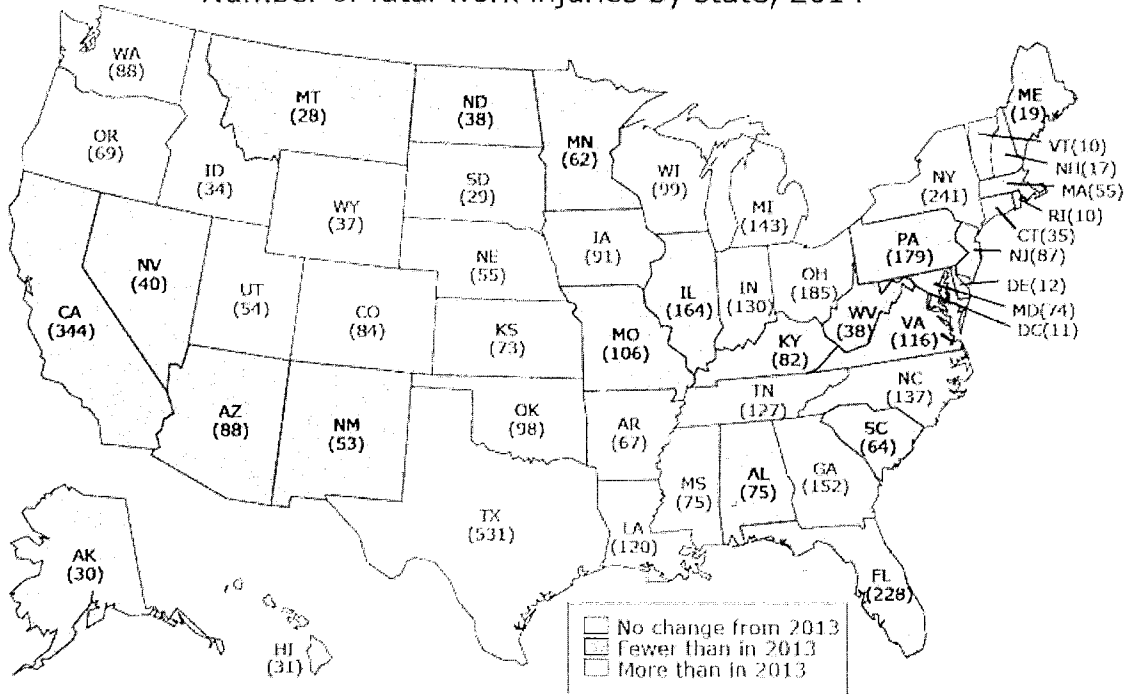 Number of fatal work injuries by state, 2014
WA
(88)
OR
(69)
ID
(34)
MT
(28)
WY
(37)
ND
(38)
SD
(29)
NE
(55)
KS
(73)
OK
(98)
TX
(531)
CA
(344)
NV
(40)
UT
(54)
CO
(84)
AZ
(88)
NM
(53)
AK
(30)
HI
(31)
MN
(62)
IA
(91)
MO
(106)
AR
(67)
LA
(120)
WI
(99)
IL
(164)
MI
(143)
IN
(130)
OH
(185)
KY
(82)
TN
(127)
MS
(75)
AL
(75)
GA
(152)
FL
(228)
SC
(64)
NC
(137)
VA
(116)
WV
(38)
PA
(179)
NY
(241)
ME
(19)
VT(10)
NH(17)
MA(55)
RI(10)
CT(35)
NJ(87)
DE(12)
MD(74)
DC(11)
No change from 2013
Fewer than in 2013
More than in 2013